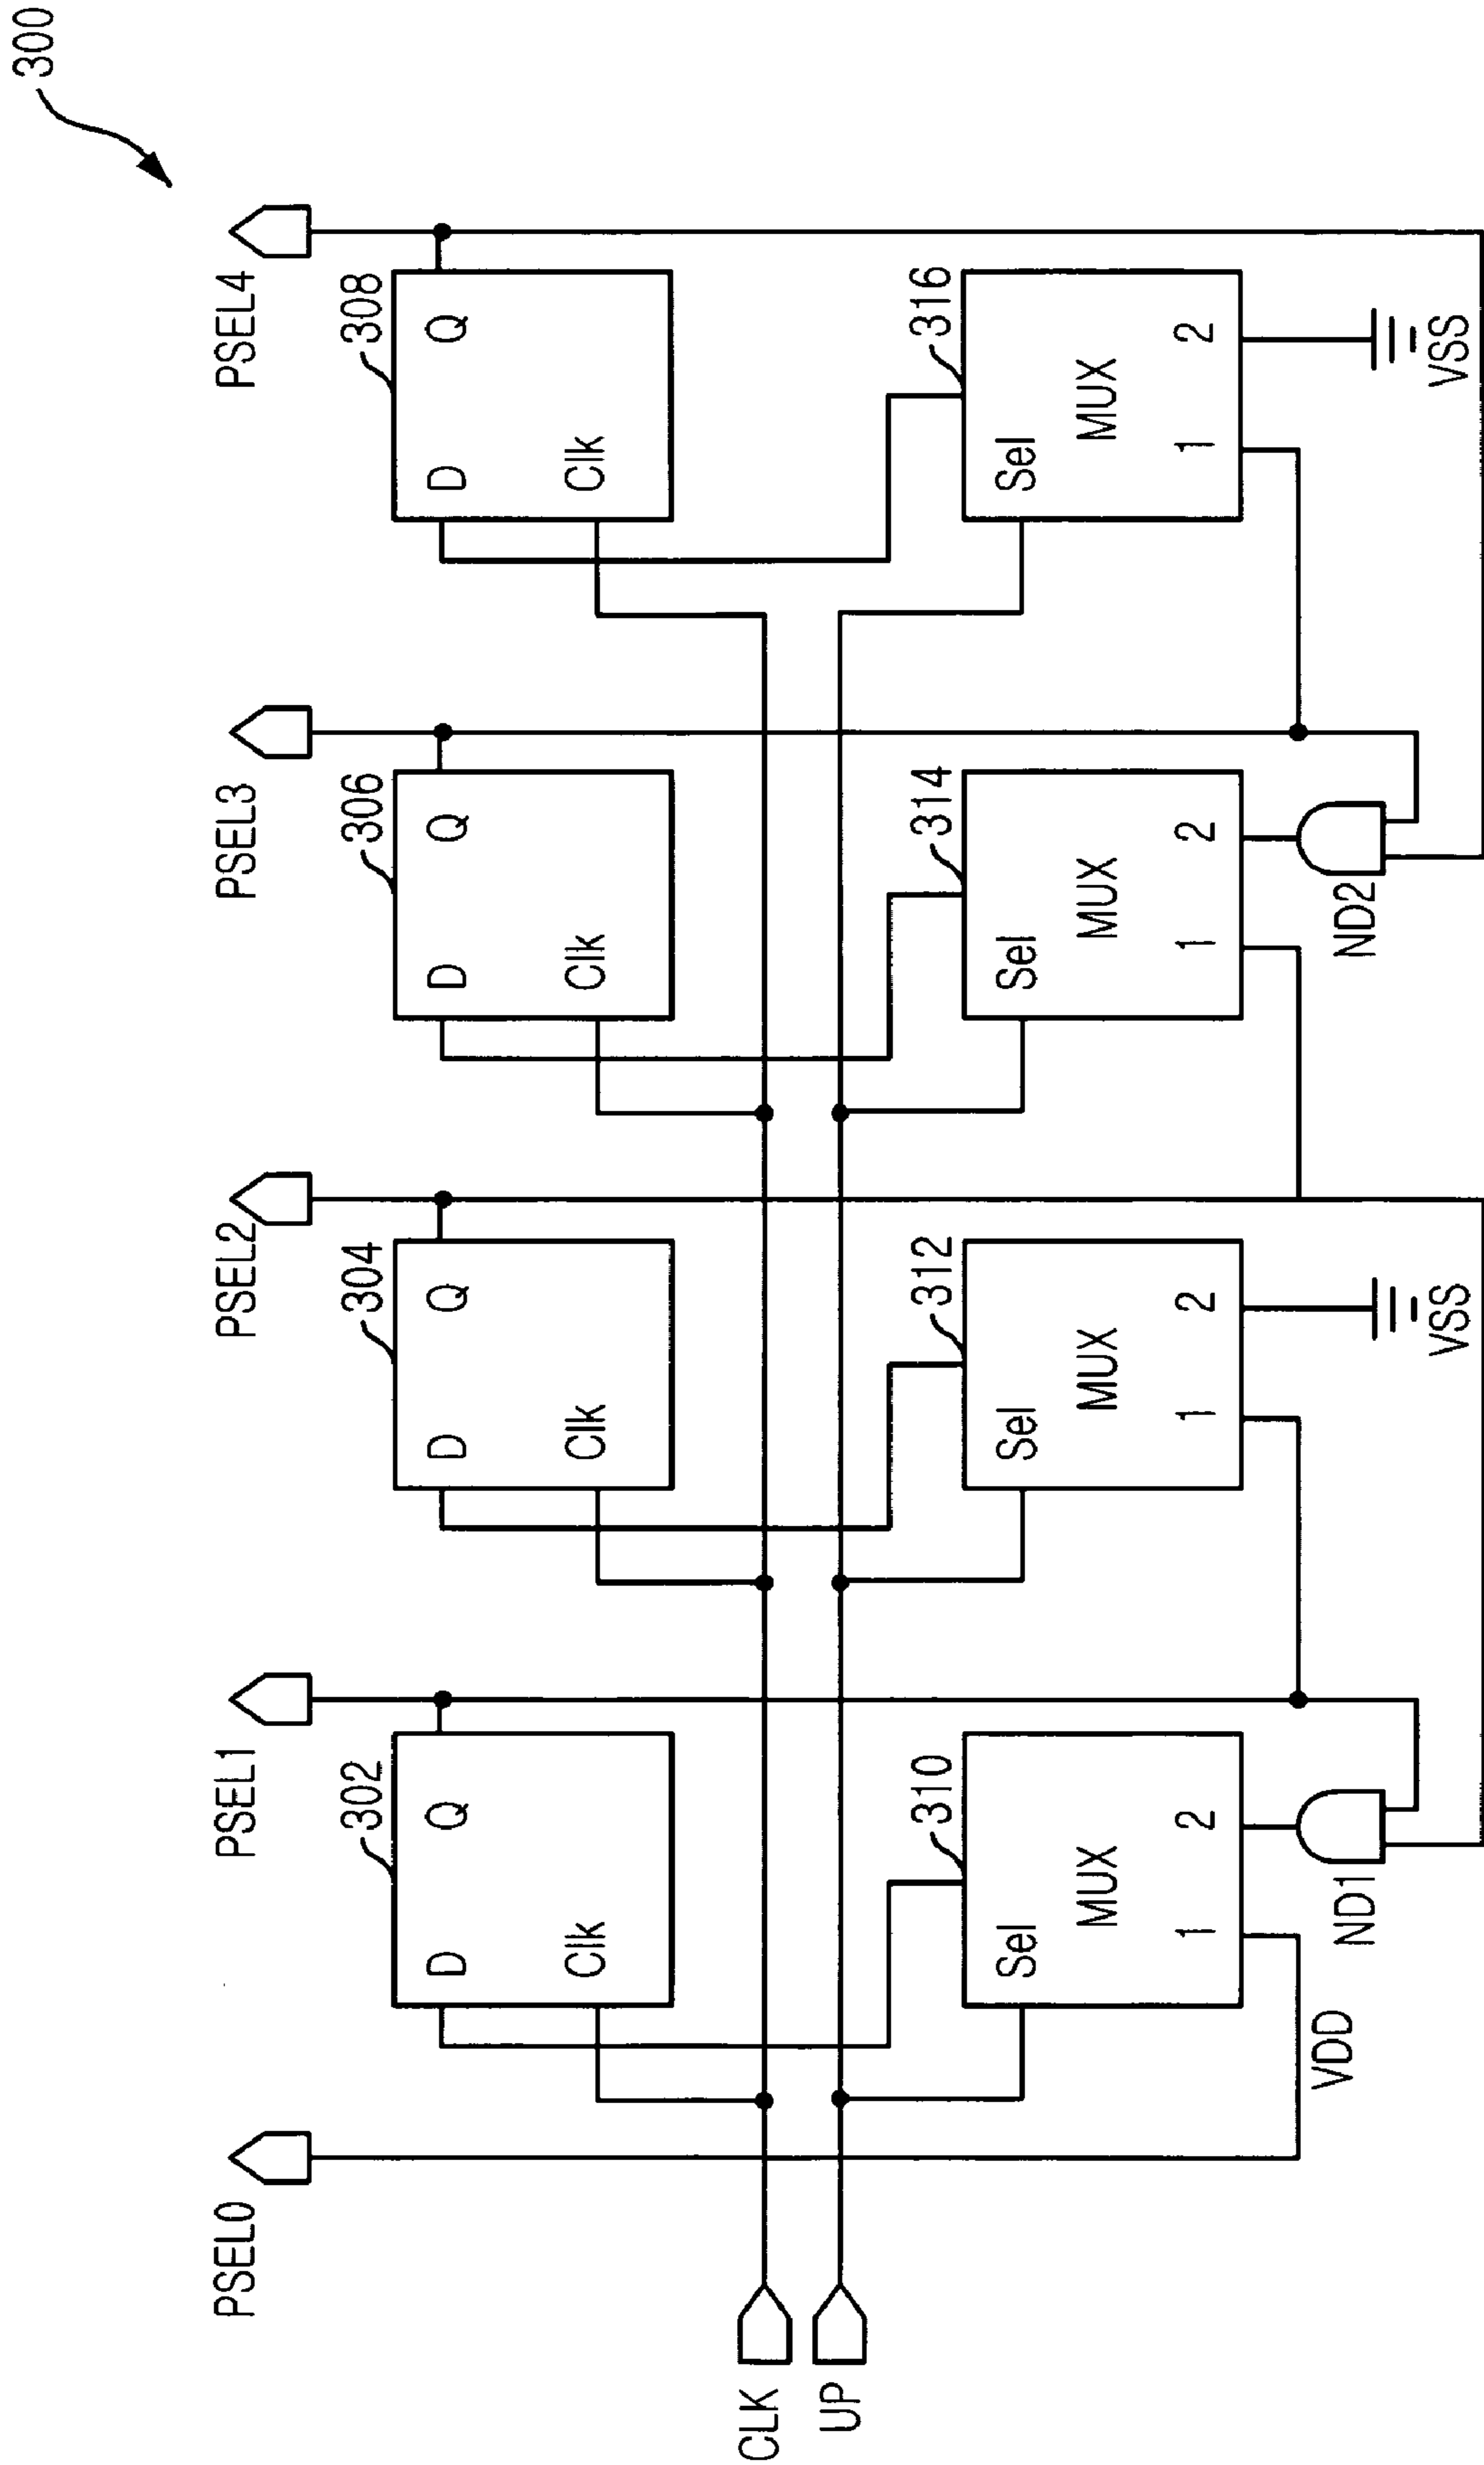 300
PSEL0
PSEL1
PSEL2
PSEL3
PSEL4
302
304
306
308
D
Q
D
Q
D
Q
D
Q
Clk
Clk
Clk
Clk
CLK
UP
310
312
314
316
Sel
Sel
Sel
Sel
MUX
MUX
MUX
MUX
1
2
1
2
1
2
1
2
VDD
ND1
VSS
ND2
VSS